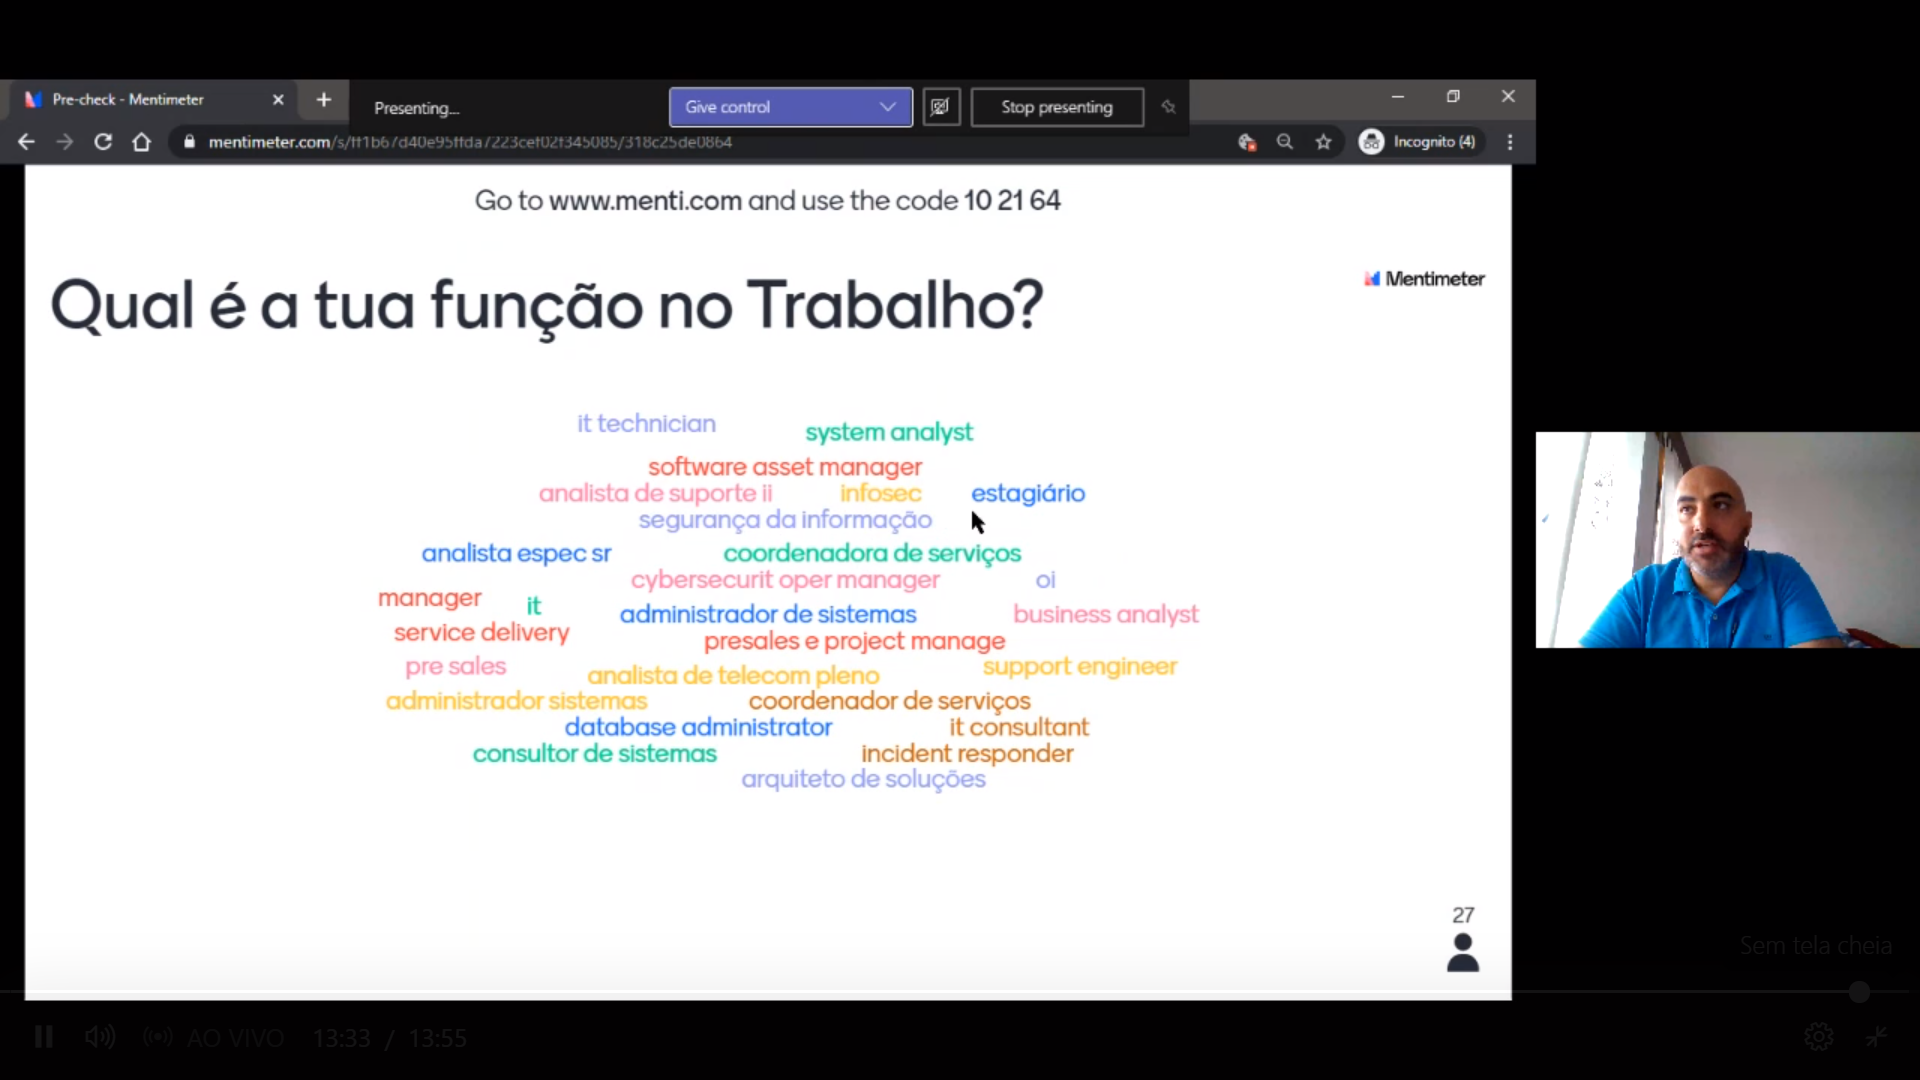 Pre-check - Mentimeter
Presenting...
Give control
Stop presenting
mentimeter.com/s/ff1b67d40e95ffda7223cef02f345085/318c25de0864
Incognito (4)
Go to www.menti.com and use the code 10 21 64
Qual é a tua função no Trabalho?
Mentimeter
it technician
system analyst
software asset manager
analista de suporte ii
infosec
estagiário
segurança da informação
analista espec sr
coordenadora de serviços
cybersecurit oper manager
oi
manager
it
administrador de sistemas
business analyst
service delivery
presales e project manage
pre sales
analista de telecom pleno
support engineer
administrador sistemas
coordenador de serviços
database administrator
it consultant
consultor de sistemas
incident responder
arquiteto de soluções
27
Sem tela cheia
AO VIVO
13:33 / 13:55